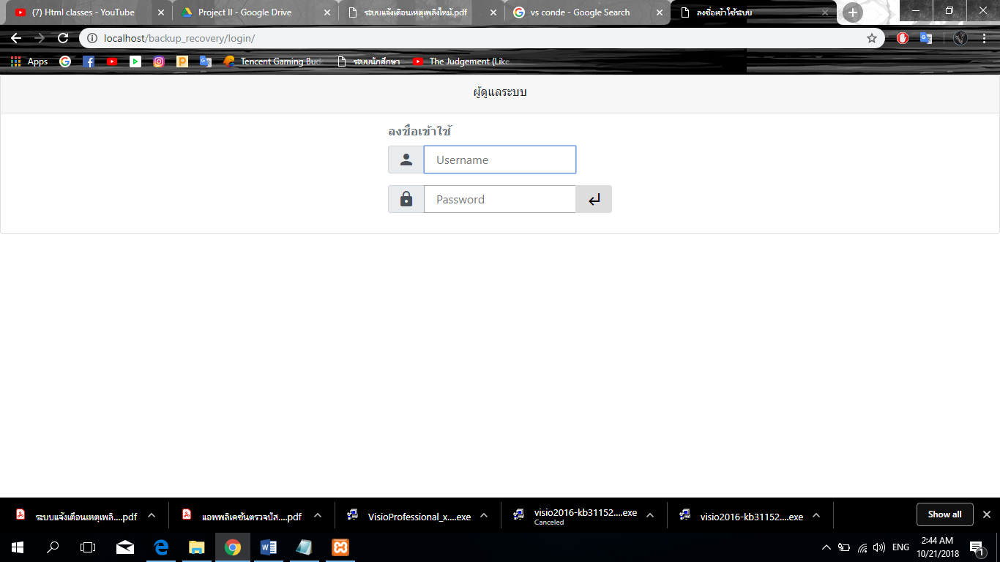 (7) Html classes - YouTube
Project II - Google Drive
ระบบแจ้งเตือนเหตุเพลิงไหม้.pdf
vs conde - Google Search
ลงชื่อเข้าใช้ระบบ
localhost/backup_recovery/login/
Apps
Tencent Gaming Bud
ระบบนักศึกษา
The Judgement (Like
ผู้ดูแลระบบ
ลงชื่อเข้าใช้
Username
Password
ระบบแจ้งเตือนเหตุเพลิ....pdf
แอพพลิเคชันตรวจบัส....pdf
VisioProfessional_x....exe
visio2016-kb31152....exe
Canceled
visio2016-kb31152....exe
Show all
ENG
2:44 AM
10/21/2018
1